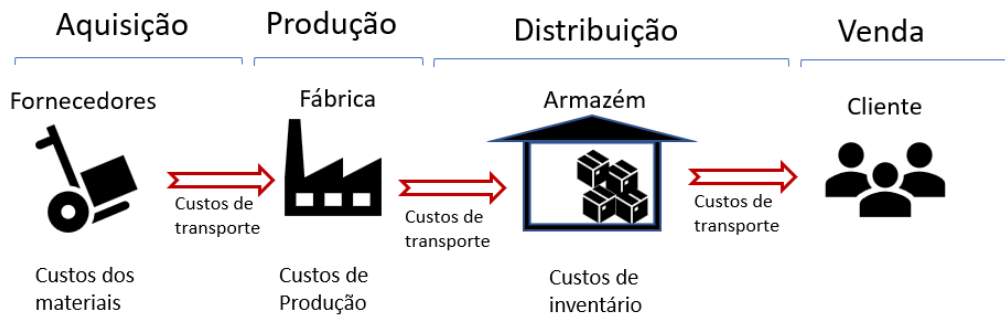 Aquisição
Produção
Distribuição
Venda
Fornecedores
Fábrica
Armazém
Cliente
Custos de
transporte
Custos de
transporte
Custos de
transporte
Custos dos
materiais
Custos de
Produção
Custos de
inventário